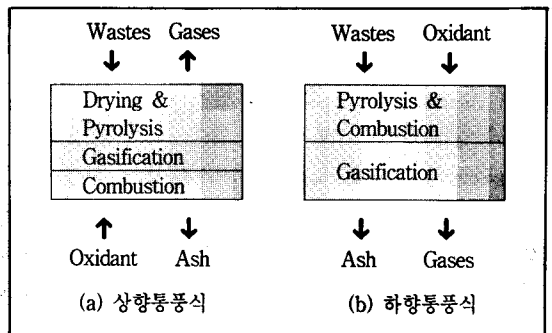 Wastes Gases
Drying &
Pyrolysis
Gasification
Combustion
Oxidant Ash
(a) 상향통풍식
Wastes Oxidant
Pyrolysis &
Combustion
Gasification
Ash Gases
(b) 하향통풍식